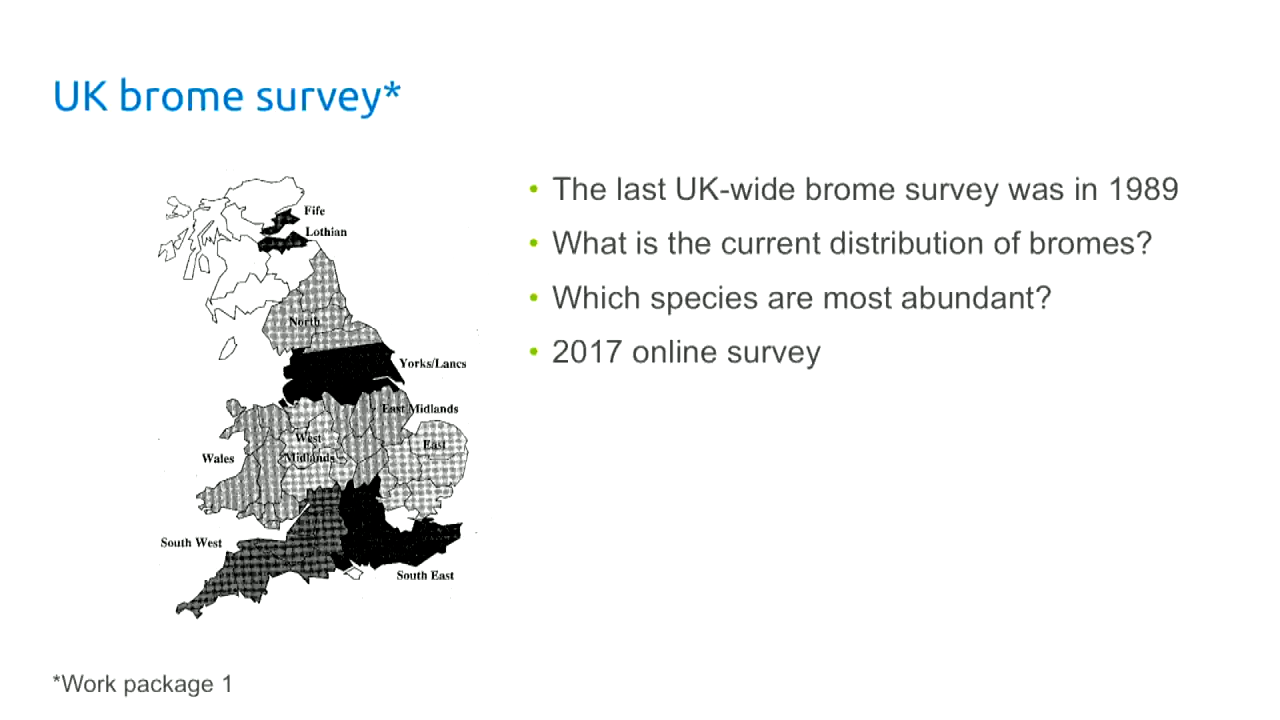 UK brome survey*
• The last UK-wide brome survey was in 1989
• What is the current distribution of bromes?
• Which species are most abundant?
• 2017 online survey
Fife
Lothian
North
Yorks/Lancs
East Midlands
West
Midlands
East
Wales
South West
South East
*Work package 1